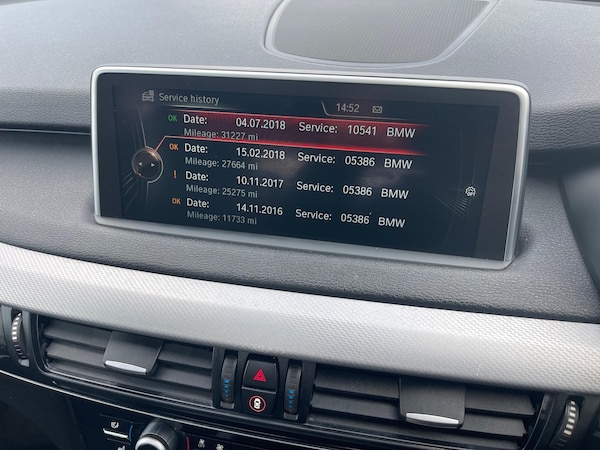 Service history 14:52
OK Date: 04.07.2018 Service: 10541 BMW
Mileage: 31227 mi
OK Date: 15.02.2018 Service: 05386 BMW
Mileage: 27664 mi
! Date: 10.11.2017 Service: 05386 BMW
Mileage: 25275 mi
OK Date: 14.11.2016 Service: 05386 BMW
Mileage: 11733 mi